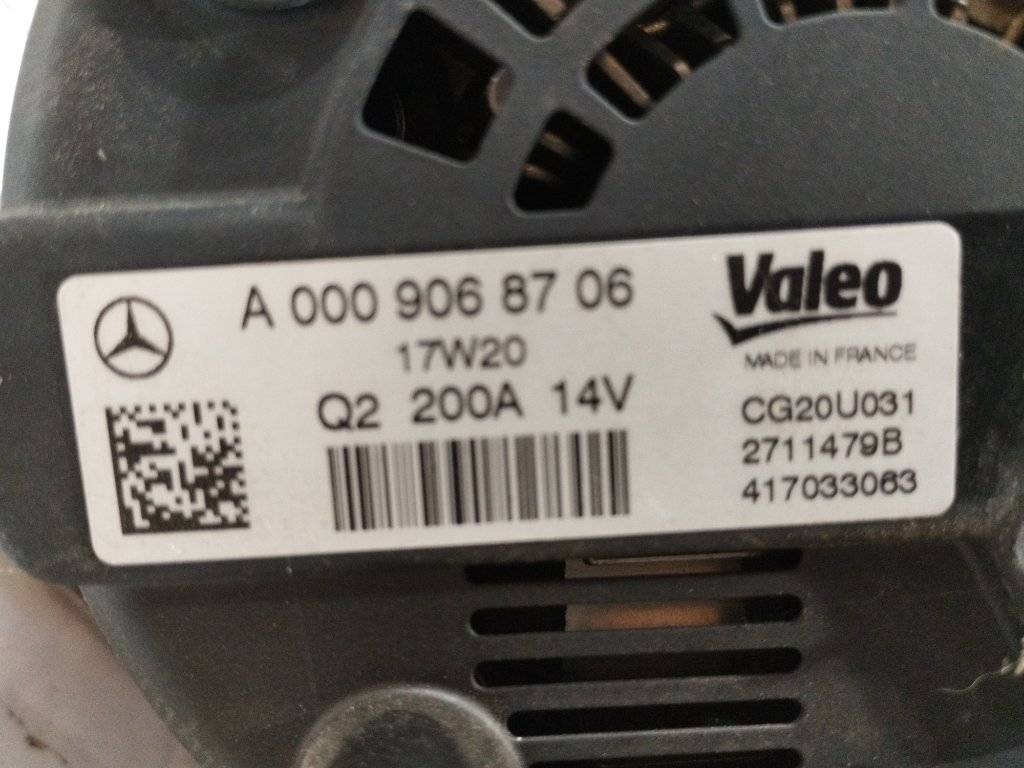 A 000 906 87 06
17W20
Q2 200A 14V
Valeo
MADE IN FRANCE
CG20U031
2711479B
417033063